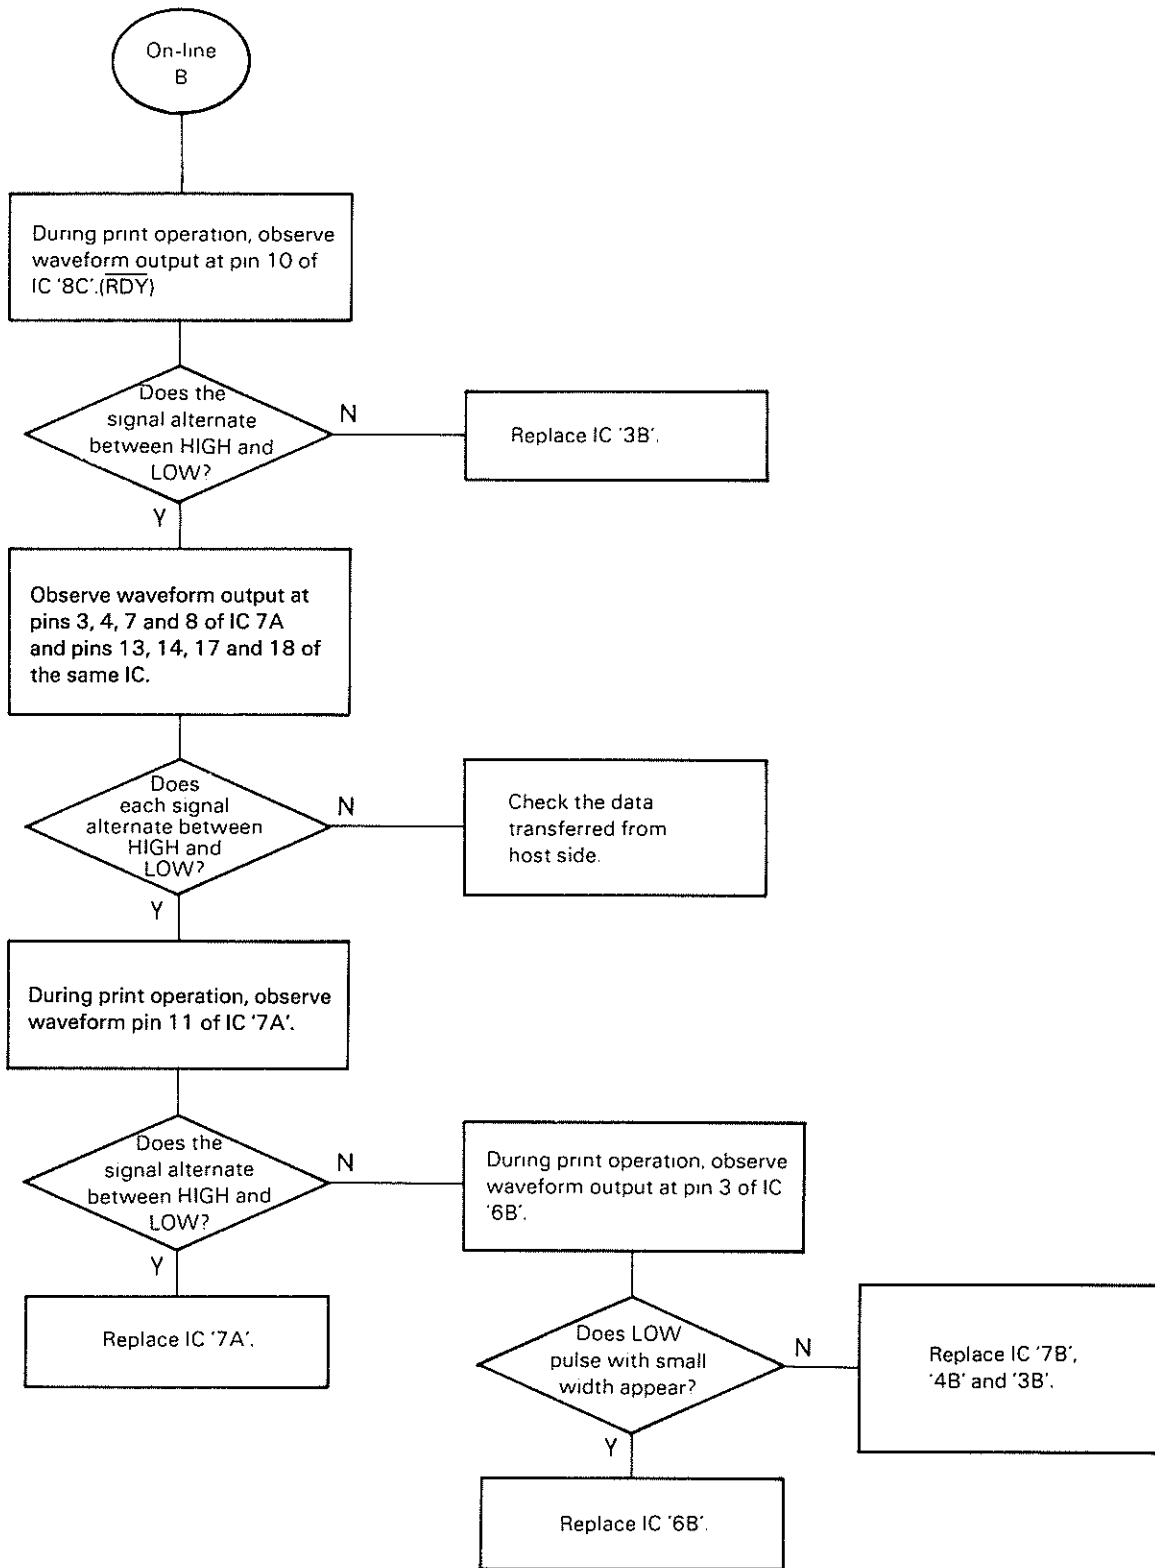 On-line
B
During print operation, observe
waveform output at pin 10 of
IC '8C'.(R̅D̅Y̅)
Does the
signal alternate
between HIGH and
LOW?
N
Replace IC '3B'.
Y
Observe waveform output at
pins 3, 4, 7 and 8 of IC 7A
and pins 13, 14, 17 and 18 of
the same IC.
Does
each signal
alternate between
HIGH and
LOW?
N
Check the data
transferred from
host side.
Y
During print operation, observe
waveform pin 11 of IC '7A'.
Does the
signal alternate
between HIGH and
LOW?
N
During print operation, observe
waveform output at pin 3 of IC
'6B'.
Y
Replace IC '7A'.
Does LOW
pulse with small
width appear?
N
Replace IC '7B',
'4B' and '3B'.
Y
Replace IC '6B'.